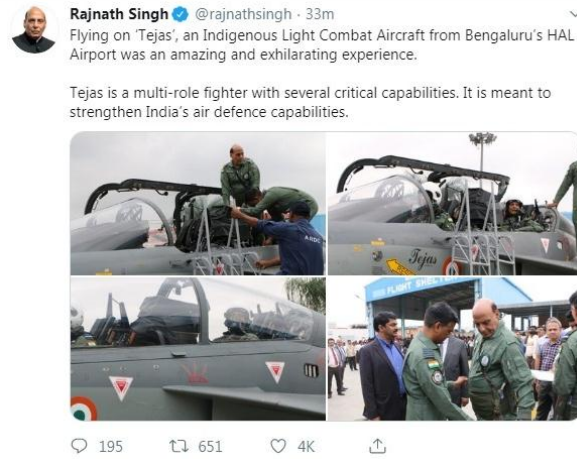 Rajnath Singh @rajnathsingh · 33m
Flying on ‘Tejas’, an Indigenous Light Combat Aircraft from Bengaluru’s HAL
Airport was an amazing and exhilarating experience.
Tejas is a multi-role fighter with several critical capabilities. It is meant to
strengthen India’s air defence capabilities.
Tejas
FLIGHT SHELTER
195 651 4K